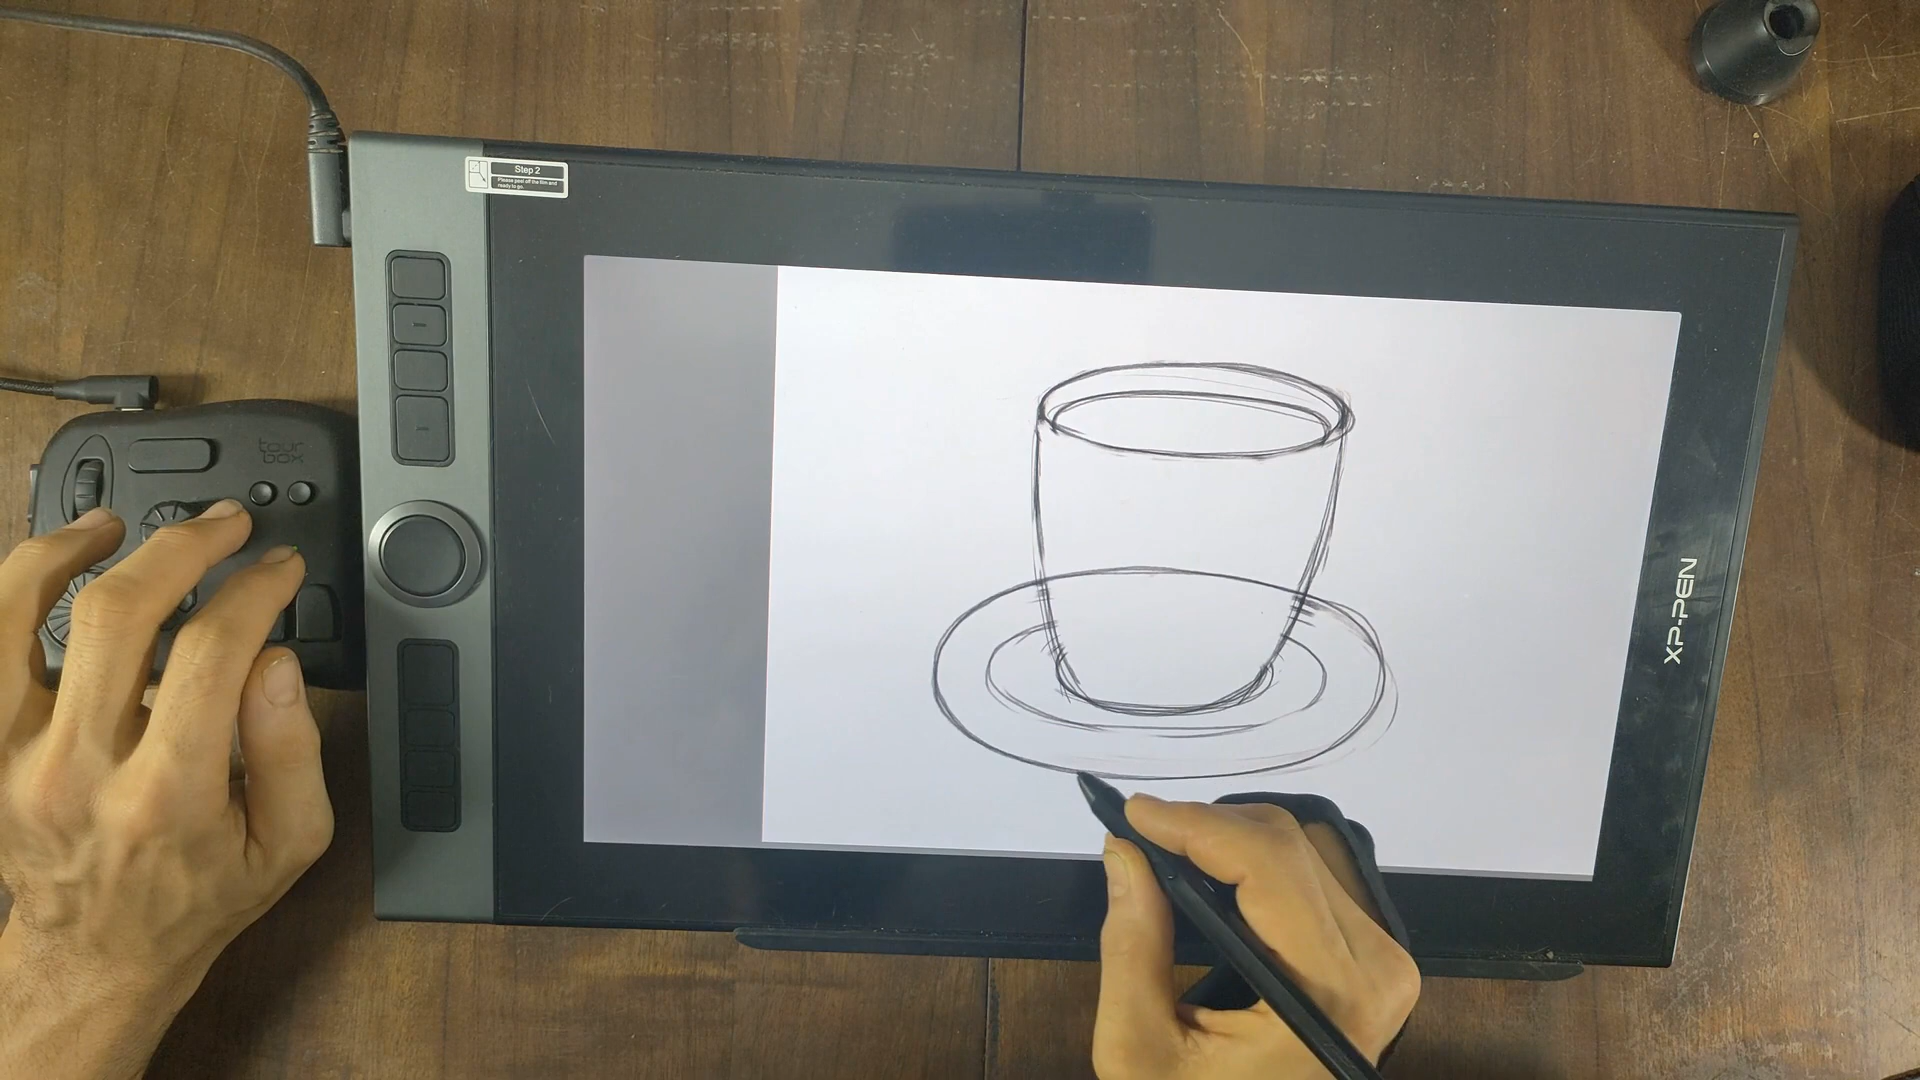 Step 2
Please peel off the film and
ready to go.
tour
box
XP-PEN